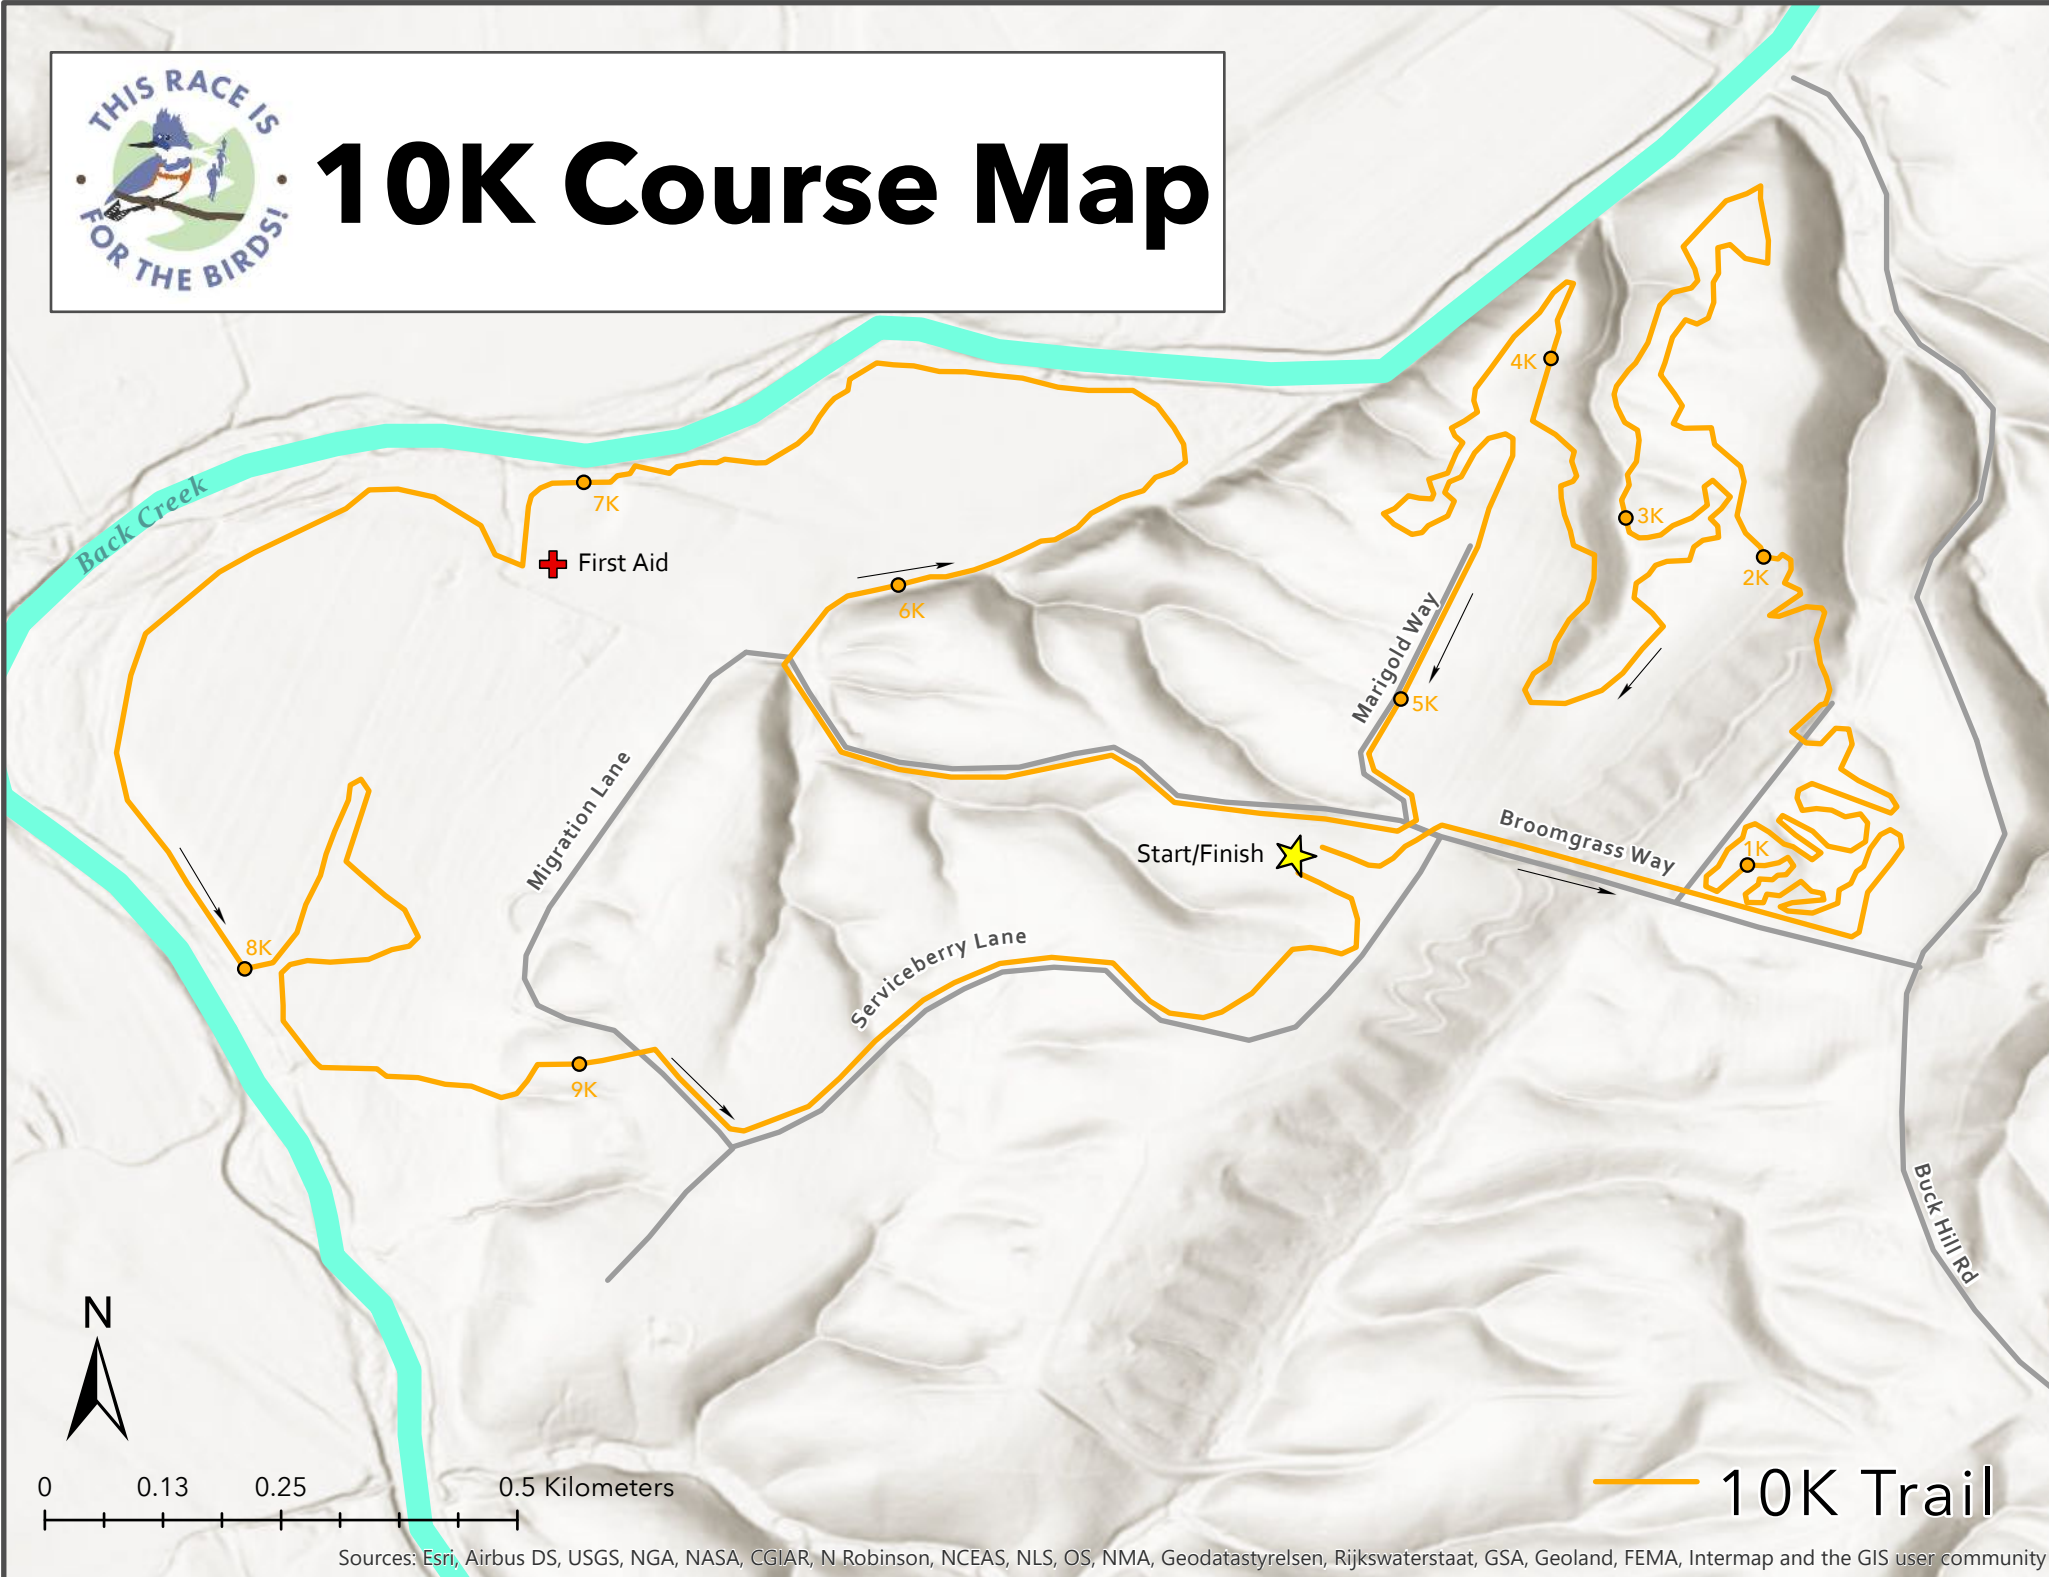 THIS RACE IS
FOR THE BIRDS!
10K Course Map
4K
3K
2K
7K
Back Creek
First Aid
6K
Marigold Way
5K
Migration Lane
Start/Finish
Broomgrass Way
1K
8K
Serviceberry Lane
9K
Buck Hill Rd
N
0 0.13 0.25 0.5 Kilometers
10K Trail
Sources: Esri, Airbus DS, USGS, NGA, NASA, CGIAR, N Robinson, NCEAS, NLS, OS, NMA, Geodatastyrelsen, Rijkswaterstaat, GSA, Geoland, FEMA, Intermap and the GIS user community